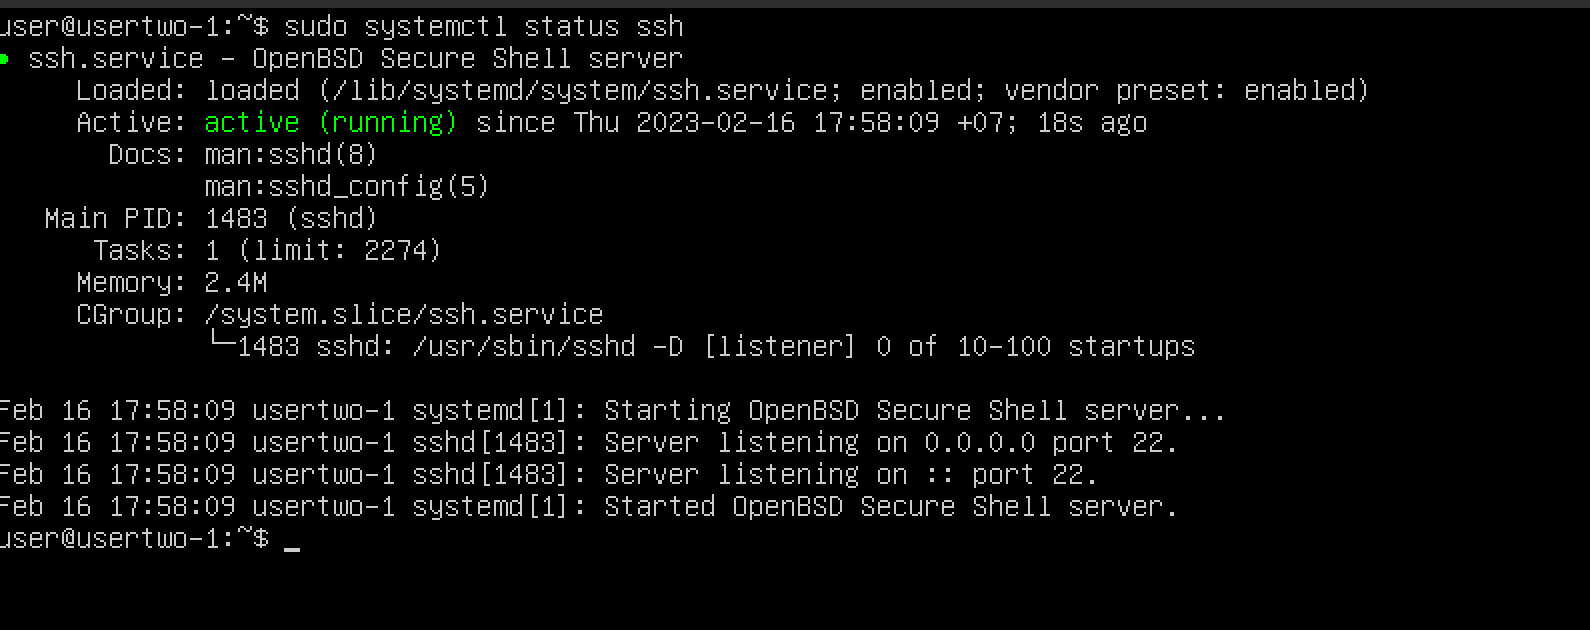 user@usertwo-1:~$ sudo systemctl status ssh
● ssh.service - OpenBSD Secure Shell server
     Loaded: loaded (/lib/systemd/system/ssh.service; enabled; vendor preset: enabled)
     Active: active (running) since Thu 2023-02-16 17:58:09 +07; 18s ago
       Docs: man:sshd(8)
             man:sshd_config(5)
   Main PID: 1483 (sshd)
      Tasks: 1 (limit: 2274)
     Memory: 2.4M
     CGroup: /system.slice/ssh.service
             └─1483 sshd: /usr/sbin/sshd -D [listener] 0 of 10-100 startups

Feb 16 17:58:09 usertwo-1 systemd[1]: Starting OpenBSD Secure Shell server...
Feb 16 17:58:09 usertwo-1 sshd[1483]: Server listening on 0.0.0.0 port 22.
Feb 16 17:58:09 usertwo-1 sshd[1483]: Server listening on :: port 22.
Feb 16 17:58:09 usertwo-1 systemd[1]: Started OpenBSD Secure Shell server.
user@usertwo-1:~$ _